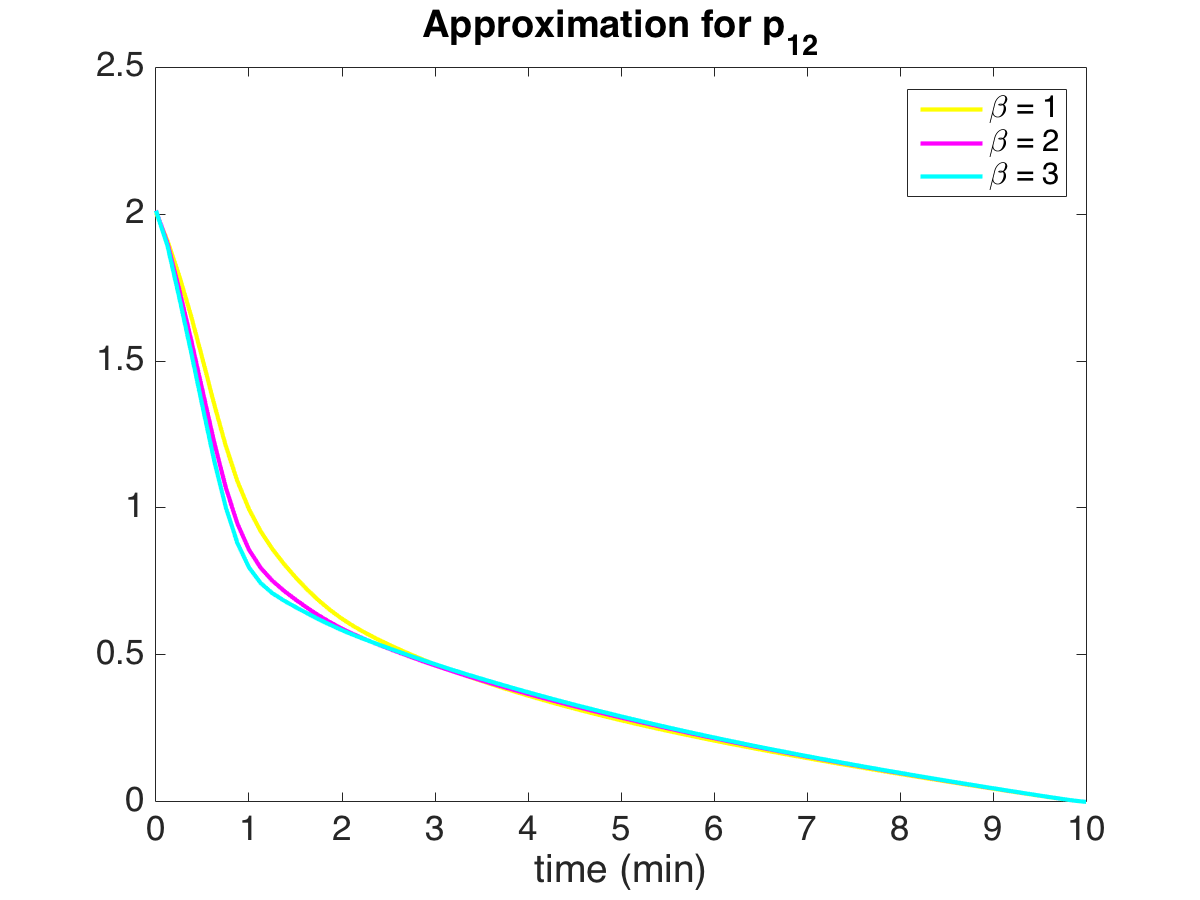 Approximation for p12
2.5
β = 1
β = 2
β = 3
2
1.5
1
0.5
0
0 1 2 3 4 5 6 7 8 9 10
time (min)